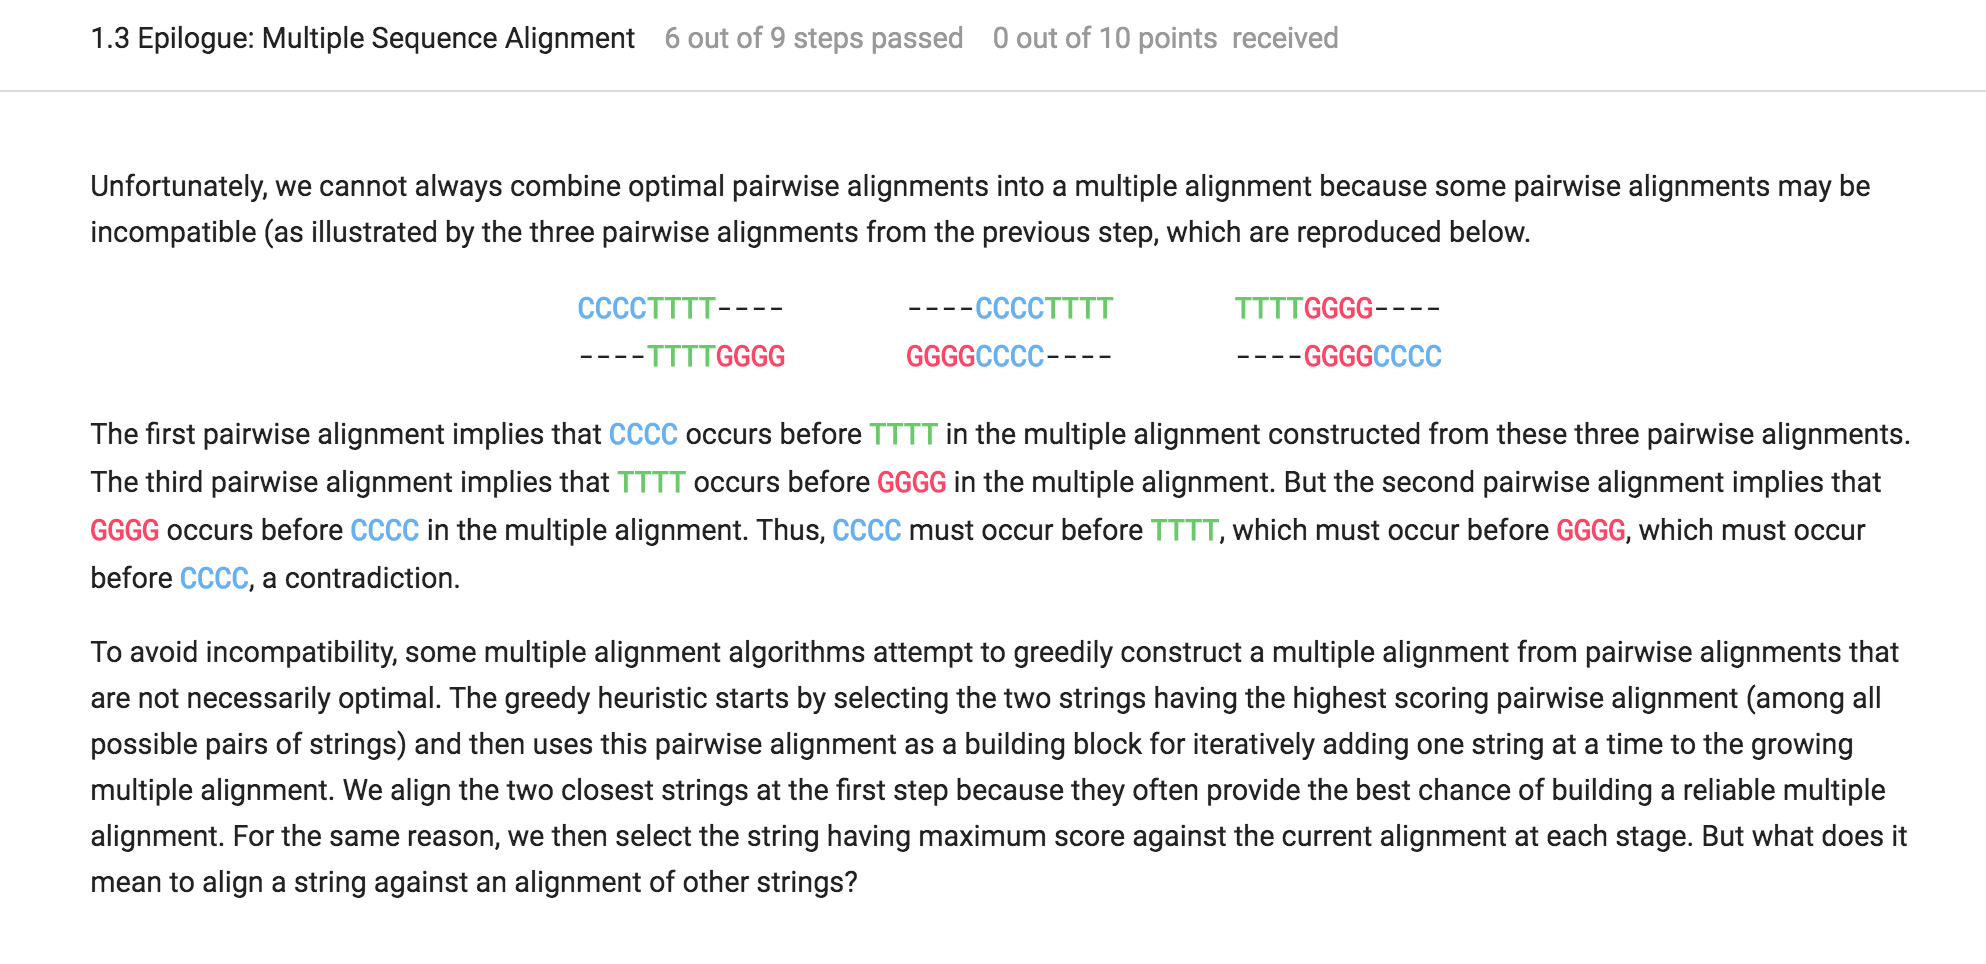 1.3 Epilogue: Multiple Sequence Alignment 6 out of 9 steps passed 0 out of 10 points received
Unfortunately, we cannot always combine optimal pairwise alignments into a multiple alignment because some pairwise alignments may be
incompatible (as illustrated by the three pairwise alignments from the previous step, which are reproduced below.
CCCCTTTT---- ----CCCCTTTT TTTTGGGG----
----TTTTGGGG GGGGCCCC---- ----GGGGCCCC
The first pairwise alignment implies that CCCC occurs before TTTT in the multiple alignment constructed from these three pairwise alignments.
The third pairwise alignment implies that TTTT occurs before GGGG in the multiple alignment. But the second pairwise alignment implies that
GGGG occurs before CCCC in the multiple alignment. Thus, CCCC must occur before TTTT, which must occur before GGGG, which must occur
before CCCC, a contradiction.
To avoid incompatibility, some multiple alignment algorithms attempt to greedily construct a multiple alignment from pairwise alignments that
are not necessarily optimal. The greedy heuristic starts by selecting the two strings having the highest scoring pairwise alignment (among all
possible pairs of strings) and then uses this pairwise alignment as a building block for iteratively adding one string at a time to the growing
multiple alignment. We align the two closest strings at the first step because they often provide the best chance of building a reliable multiple
alignment. For the same reason, we then select the string having maximum score against the current alignment at each stage. But what does it
mean to align a string against an alignment of other strings?